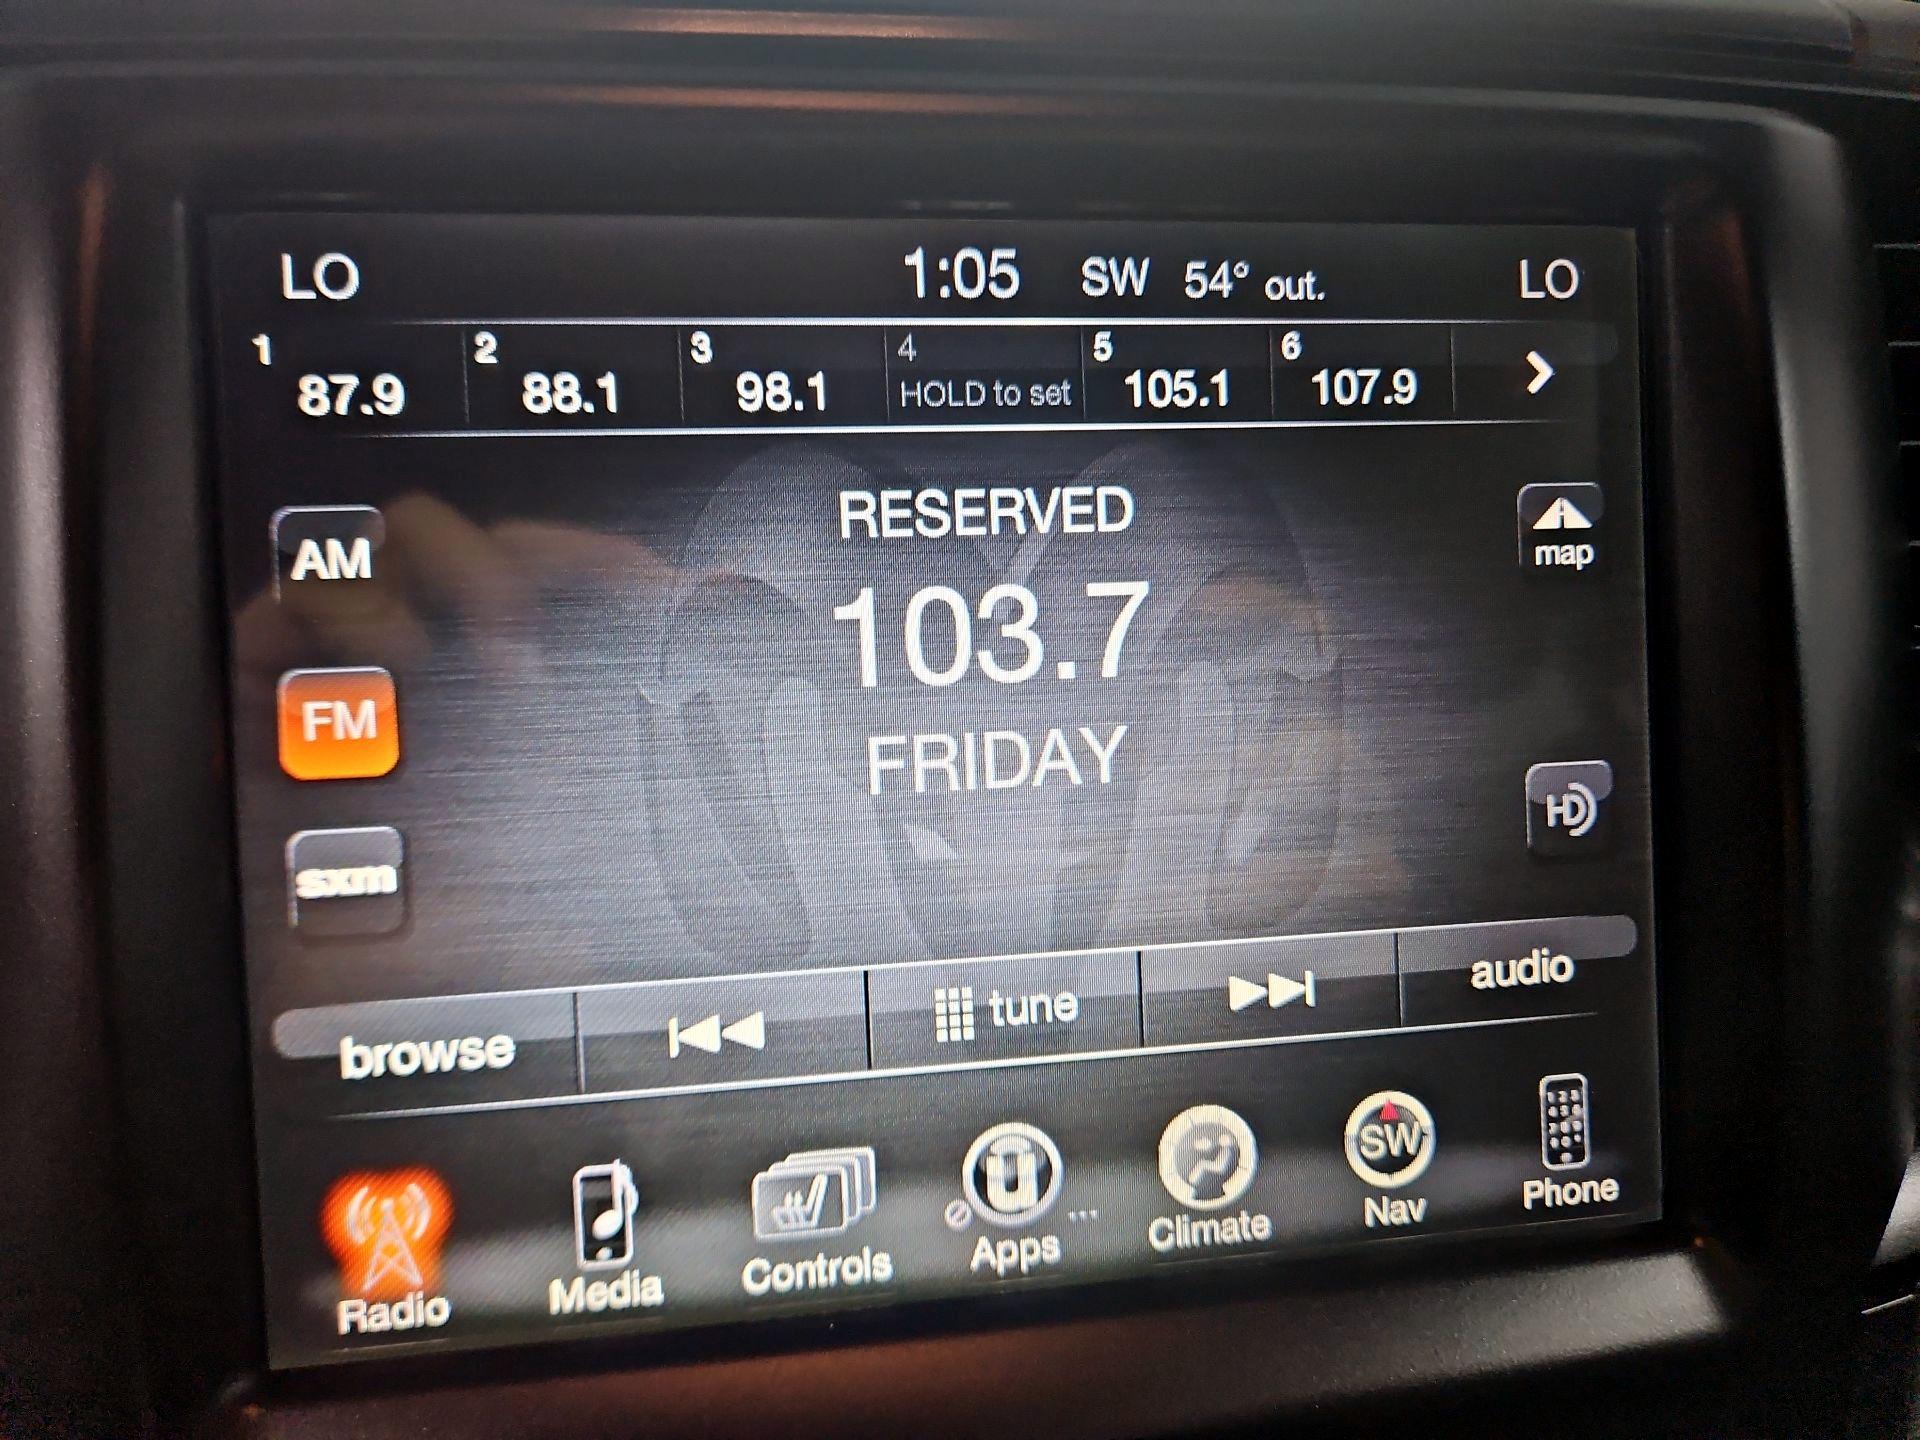 LO 1:05 SW 54° out. LO
1 2 3 4 5 6
87.9 88.1 98.1 HOLD to set 105.1 107.9
RESERVED
AM
map
103.7
FM
FRIDAY
HD
sxm
browse tune audio
SW
Radio Media Controls Apps ... Climate Nav Phone